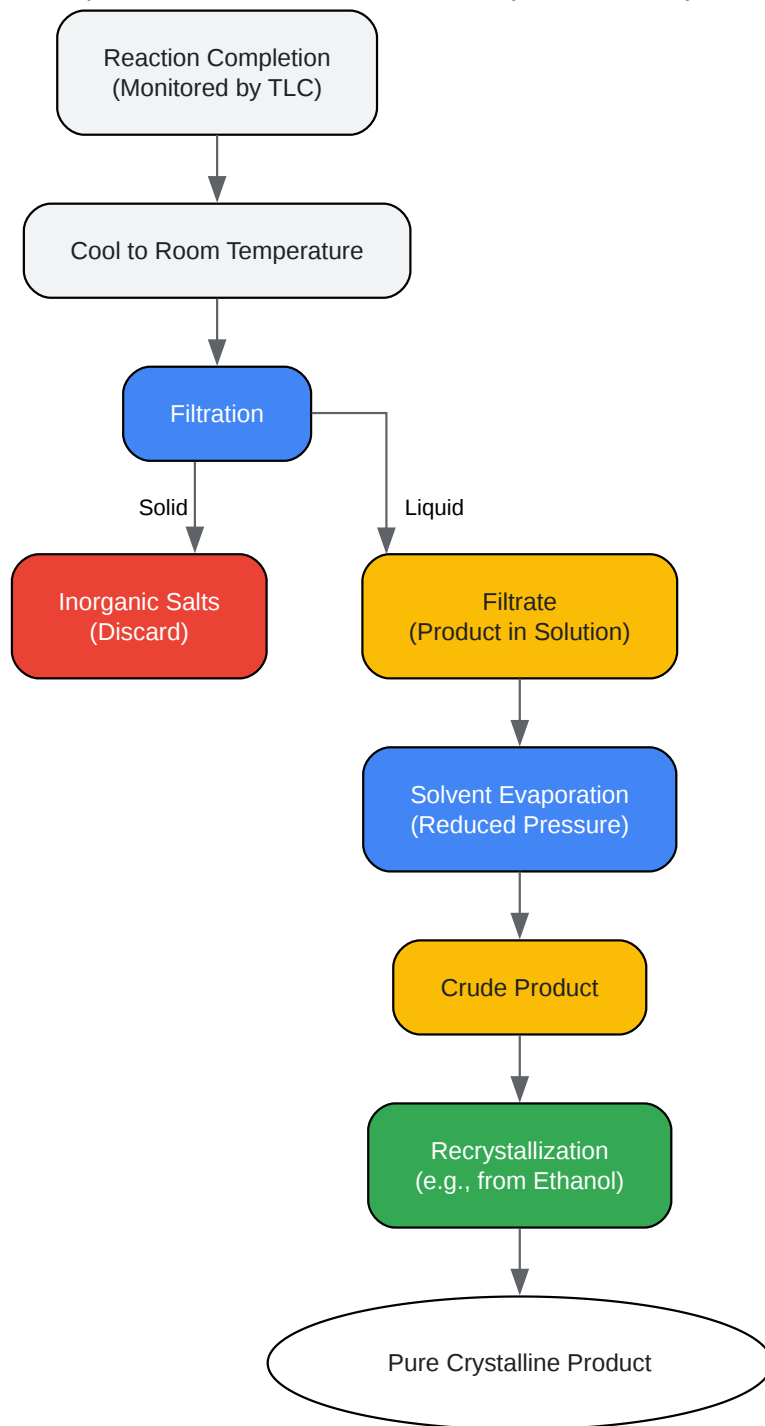 Reaction Completion
(Monitored by TLC)
Cool to Room Temperature
Filtration
Solid
Liquid
Inorganic Salts
(Discard)
Filtrate
(Product in Solution)
Solvent Evaporation
(Reduced Pressure)
Crude Product
Recrystallization
(e.g., from Ethanol)
Pure Crystalline Product